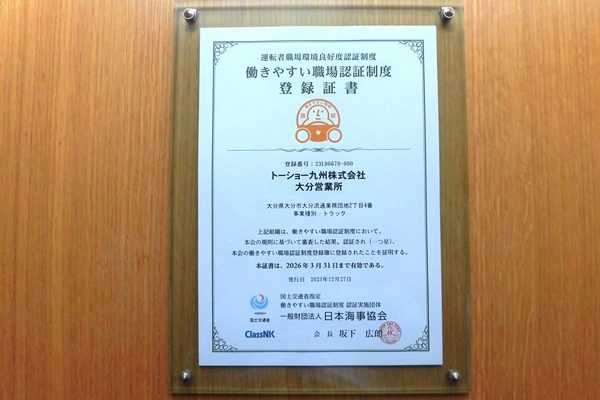 運転者職場環境良好度認証制度
働きやすい職場認証制度
登録証書
登録番号：23LD0670-000
トーショー九州株式会社
大分営業所
大分県大分市大分流通業務団地2丁目4番
事業種別：トラック
上記組織は、働きやすい職場認証制度において、
本会の規則に基づいて審査した結果、認証され（一つ星）、
本会の働きやすい職場認証制度登録簿に登録されたことを証明する。
本証書は、2026年3月31日まで有効である。
発行日　2023年12月27日
国土交通省
ClassNK
国土交通省指定
働きやすい職場認証制度 認証実施団体
一般財団法人 日本海事協会
会 長 坂下 広朗